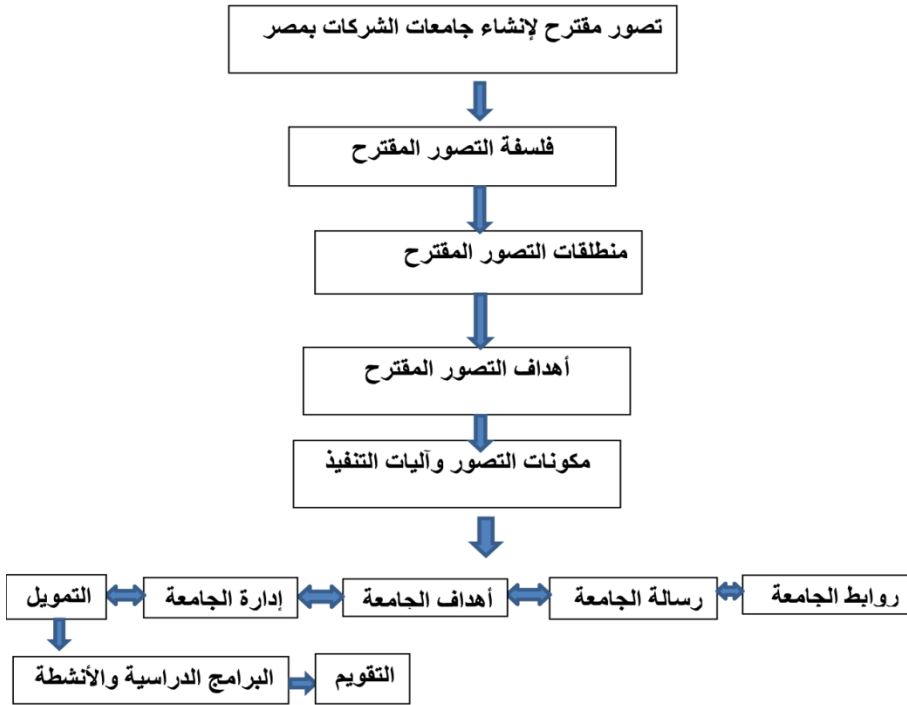 تصور مقترح لإنشاء جامعات الشركات بمصر
فلسفة التصور المقترح
منطلقات التصور المقترح
أهداف التصور المقترح
مكونات التصور وآليات التنفيذ
روابط الجامعة
رسالة الجامعة
أهداف الجامعة
إدارة الجامعة
التمويل
البرامج الدراسية والأنشطة
التقويم